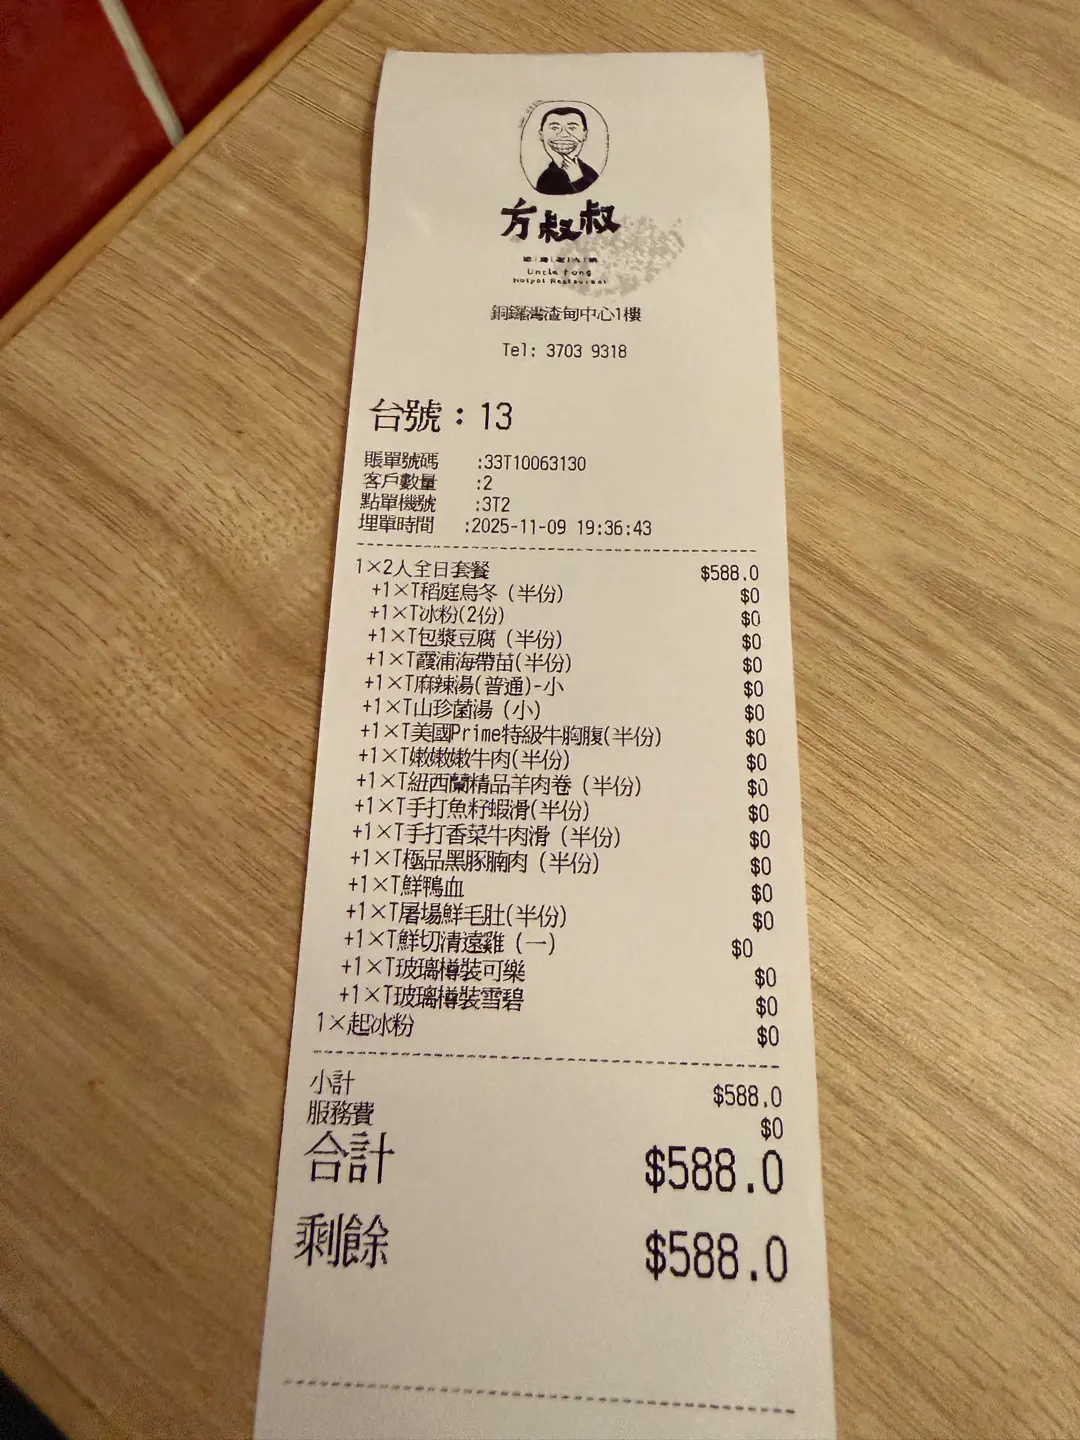 方叔叔
Uncle Fong
Hotpot Restaurant
銅鑼灣渣甸中心1樓
Tel: 3703 9318
台號：13
賬單號碼 :33T10063130
客戶數量 :2
點單機號 :3T2
埋單時間 :2025-11-09 19:36:43
1×2人全日套餐 $588.0
+1×T稻庭烏冬 (半份) $0
+1×T冰粉(2份) $0
+1×T包漿豆腐 (半份) $0
+1×T霞浦海帶苗(半份) $0
+1×T麻辣湯(普通)-小 $0
+1×T山珍菌湯 (小) $0
+1×T美國Prime特級牛胸腹(半份) $0
+1×T嫩嫩嫩牛肉(半份) $0
+1×T紐西蘭精品羊肉卷 (半份) $0
+1×T手打魚籽蝦滑(半份) $0
+1×T手打香菜牛肉滑 (半份) $0
+1×T極品黑豚腩肉 (半份) $0
+1×T鮮鴨血 $0
+1×T屠場鮮毛肚(半份) $0
+1×T鮮切清遠雞 (一) $0
+1×T玻璃樽裝可樂 $0
+1×T玻璃樽裝雪碧 $0
1×起冰粉 $0
小計 $588.0
服務費 $0
合計 $588.0
剩餘 $588.0